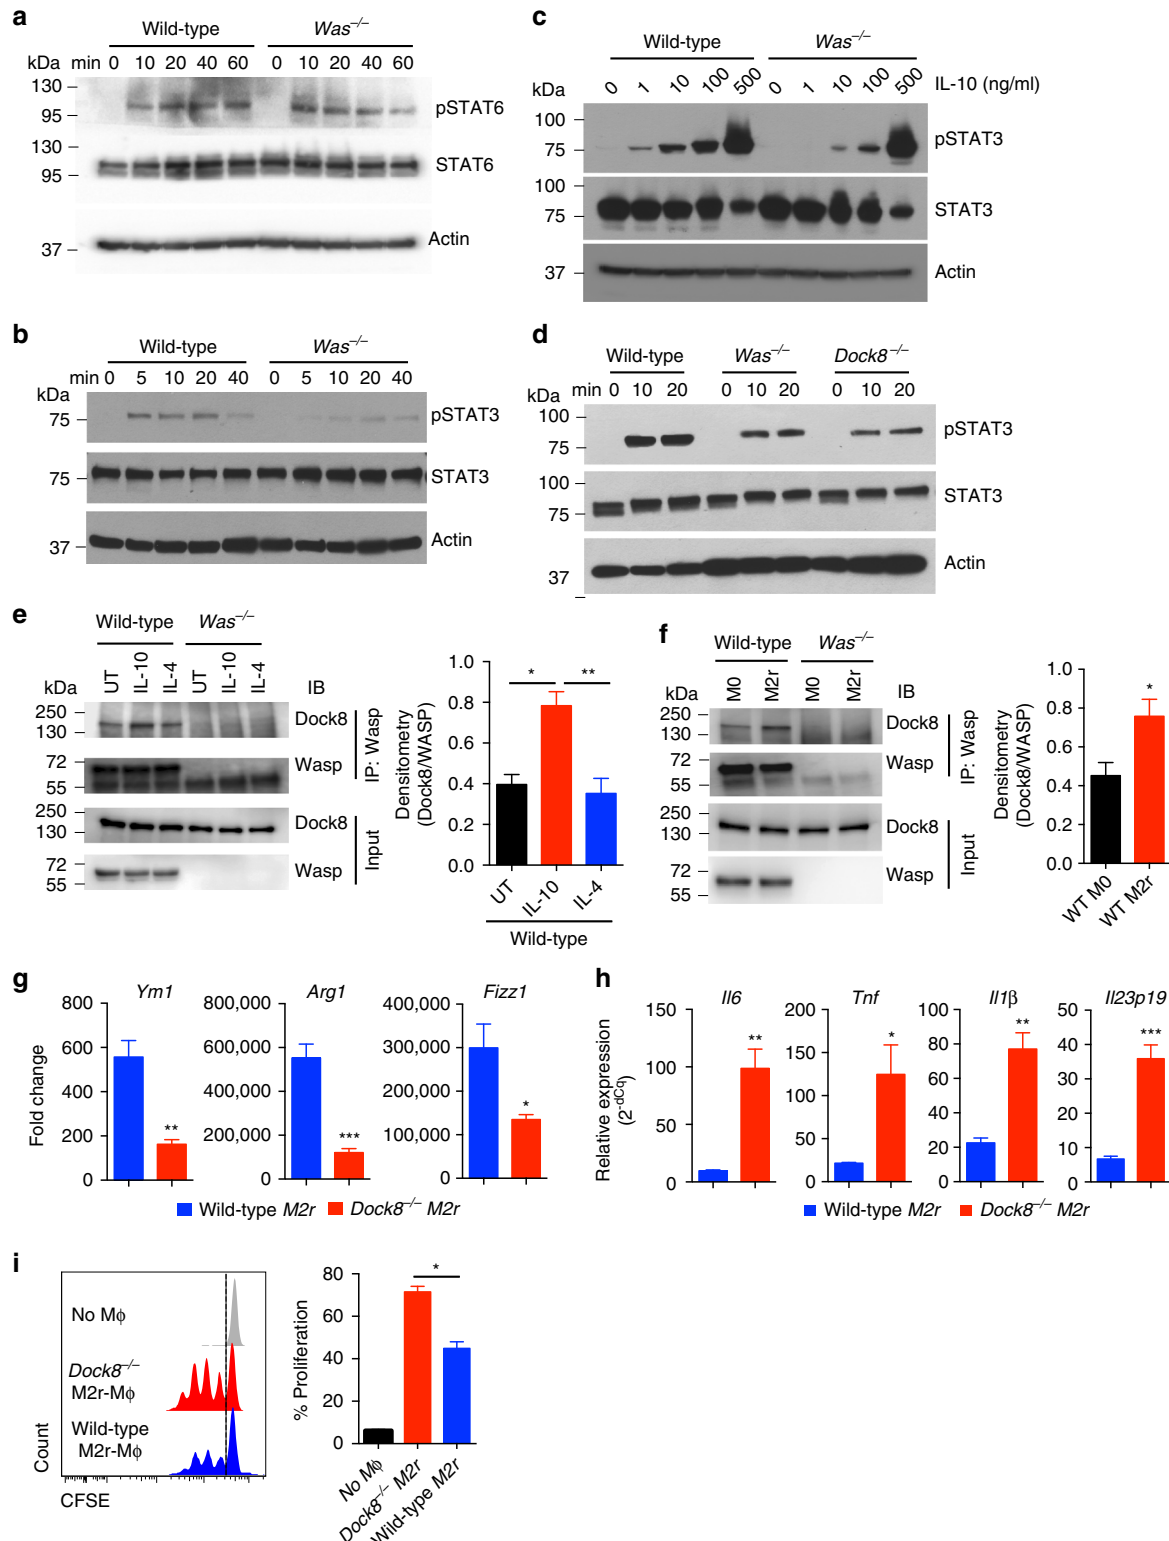 a
Wild-type Was–/–
kDa min 0 10 20 40 60 0 10 20 40 60
130
95
pSTAT6
130
95
STAT6
37
Actin
b
Wild-type Was–/–
min 0 5 10 20 40 0 5 10 20 40
kDa
75
pSTAT3
75
STAT3
37
Actin
c
Wild-type Was–/–
kDa 0 1 10 100 500 0 1 10 100 500 IL-10 (ng/ml)
100
75
pSTAT3
100
75
STAT3
37
Actin
d
Wild-type Was–/– Dock8–/–
kDa min 0 10 20 0 10 20 0 10 20
100
75
pSTAT3
100
75
STAT3
37
Actin
e
Wild-type Was–/–
kDa UT IL-10 IL-4 UT IL-10 IL-4 IB
250
130
Dock8
72
55
Wasp
IP: Wasp
250
130
Dock8
72
55
Wasp
Input
Densitometry
(Dock8/WASP)
1.0
0.8
0.6
0.4
0.2
0.0
* **
UT IL-10 IL-4
Wild-type
f
Wild-type Was–/–
kDa M0 M2r M0 M2r IB
250
130
Dock8
72
55
Wasp
IP: Wasp
250
130
Dock8
72
55
Wasp
Input
Densitometry
(Dock8/WASP)
1.0
0.8
0.6
0.4
0.2
0.0
*
WT M0 WT M2r
g
Fold change
Ym1
800
600
400
200
0
**
Arg1
800,000
600,000
400,000
200,000
0
***
Fizz1
400,000
300,000
200,000
100,000
0
*
Wild-type M2r Dock8–/– M2r
h
Relative expression
(2-dCq)
Il6
150
100
50
0
**
Tnf
200
150
100
50
0
*
Il1β
100
80
60
40
20
0
**
Il23p19
50
40
30
20
10
0
***
Wild-type M2r Dock8–/– M2r
i
No Mϕ
Dock8–/–
M2r-Mϕ
Wild-type
M2r-Mϕ
Count
CFSE
% Proliferation
80
60
40
20
0
*
No Mϕ
Dock8–/– M2r
Wild-type M2r